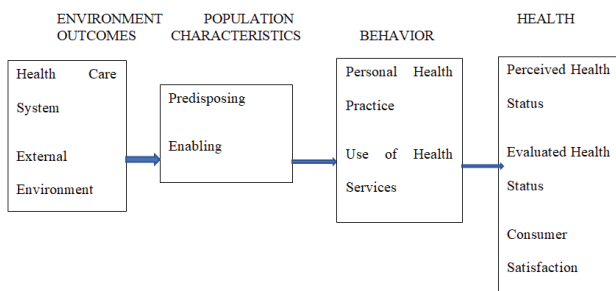 ENVIRONMENT POPULATION HEALTH
OUTCOMES CHARACTERISTICS BEHAVIOR
Health Care
System
External
Environment
Predisposing
Enabling
Personal Health
Practice
Use of Health
Services
Perceived Health
Status
Evaluated Health
Status
Consumer
Satisfaction